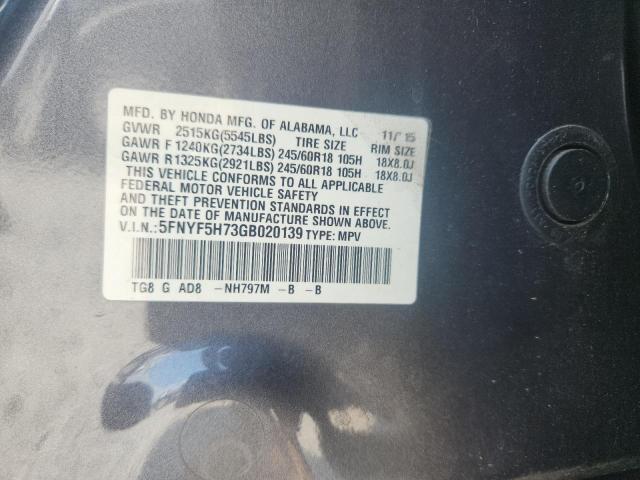 MFD. BY HONDA MFG. OF ALABAMA, LLC 11/15
GVWR 2515KG(5545LBS) TIRE SIZE RIM SIZE
GAWR F1240KG(2734LBS) 245/60R18 105H 18X8.0J
GAWR R1325KG(2921LBS) 245/60R18 105H 18X8.0J
THIS VEHICLE CONFORMS TO ALL APPLICABLE
FEDERAL MOTOR VEHICLE SAFETY
AND THEFT PREVENTION STANDARDS IN EFFECT
ON THE DATE OF MANUFACTURE SHOWN ABOVE.
V.I.N.:5FNYF5H73GB020139 TYPE: MPV
TG8 G AD8 -NH797M -B -B